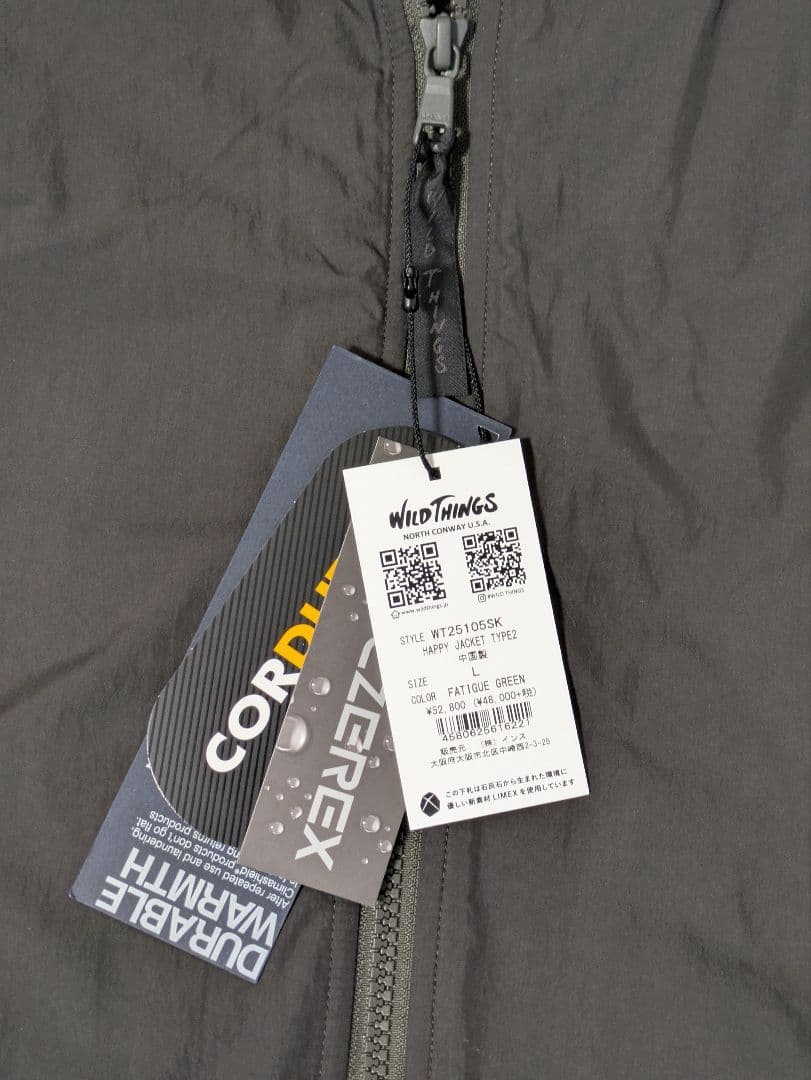 WILD THINGS
WILD THINGS
NORTH CONWAY U.S.A.
www.wildthings.jp
#WILD THINGS
STYLE WT25105SK
HAPPY JACKET TYPE2
中国製
SIZE L
COLOR FATIGUE GREEN
¥52,800 (¥48,000+税)
4580625616221
販売元 (株)インス
大阪府大阪市北区中崎西2-3-28
この下札は石灰石から生まれた環境に
優しい新素材 LIMEX を使用しています
CORDU
CZEREX
DURABLE
WARMTH
After repeated use and laundering,
Climashield® products don't go flat.
ing returns products